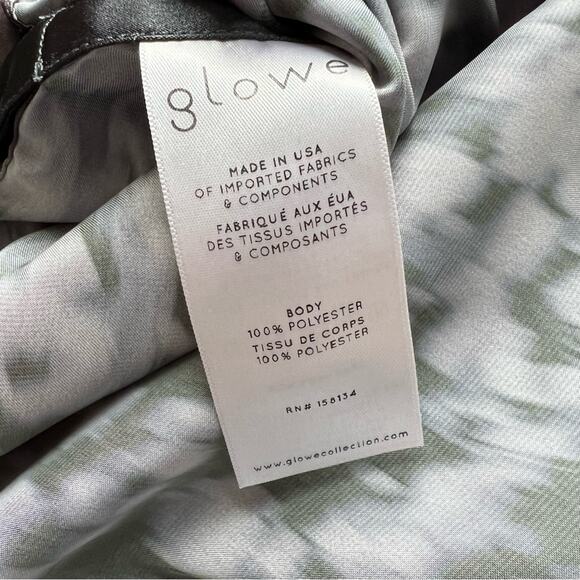 glowe
MADE IN USA
OF IMPORTED FABRICS
& COMPONENTS
FABRIQUÉ AUX ÉUA
DES TISSUS IMPORTÉS
& COMPOSANTS
BODY
100% POLYESTER
TISSU DE CORPS
100% POLYESTER
RN# 158134
www.glowecollection.com